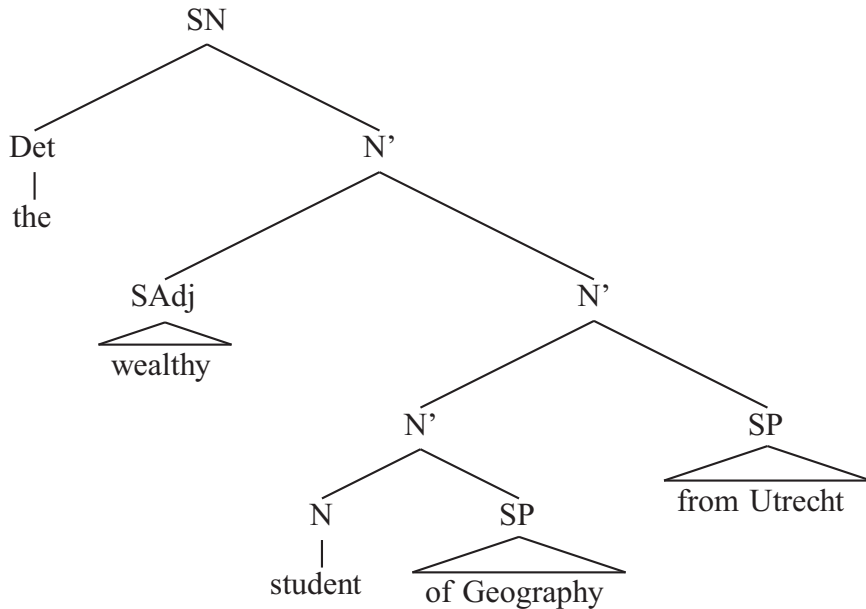 SN
Det N’
the
SAdj N’
wealthy
N’ SP
from Utrecht
N SP
student of Geography